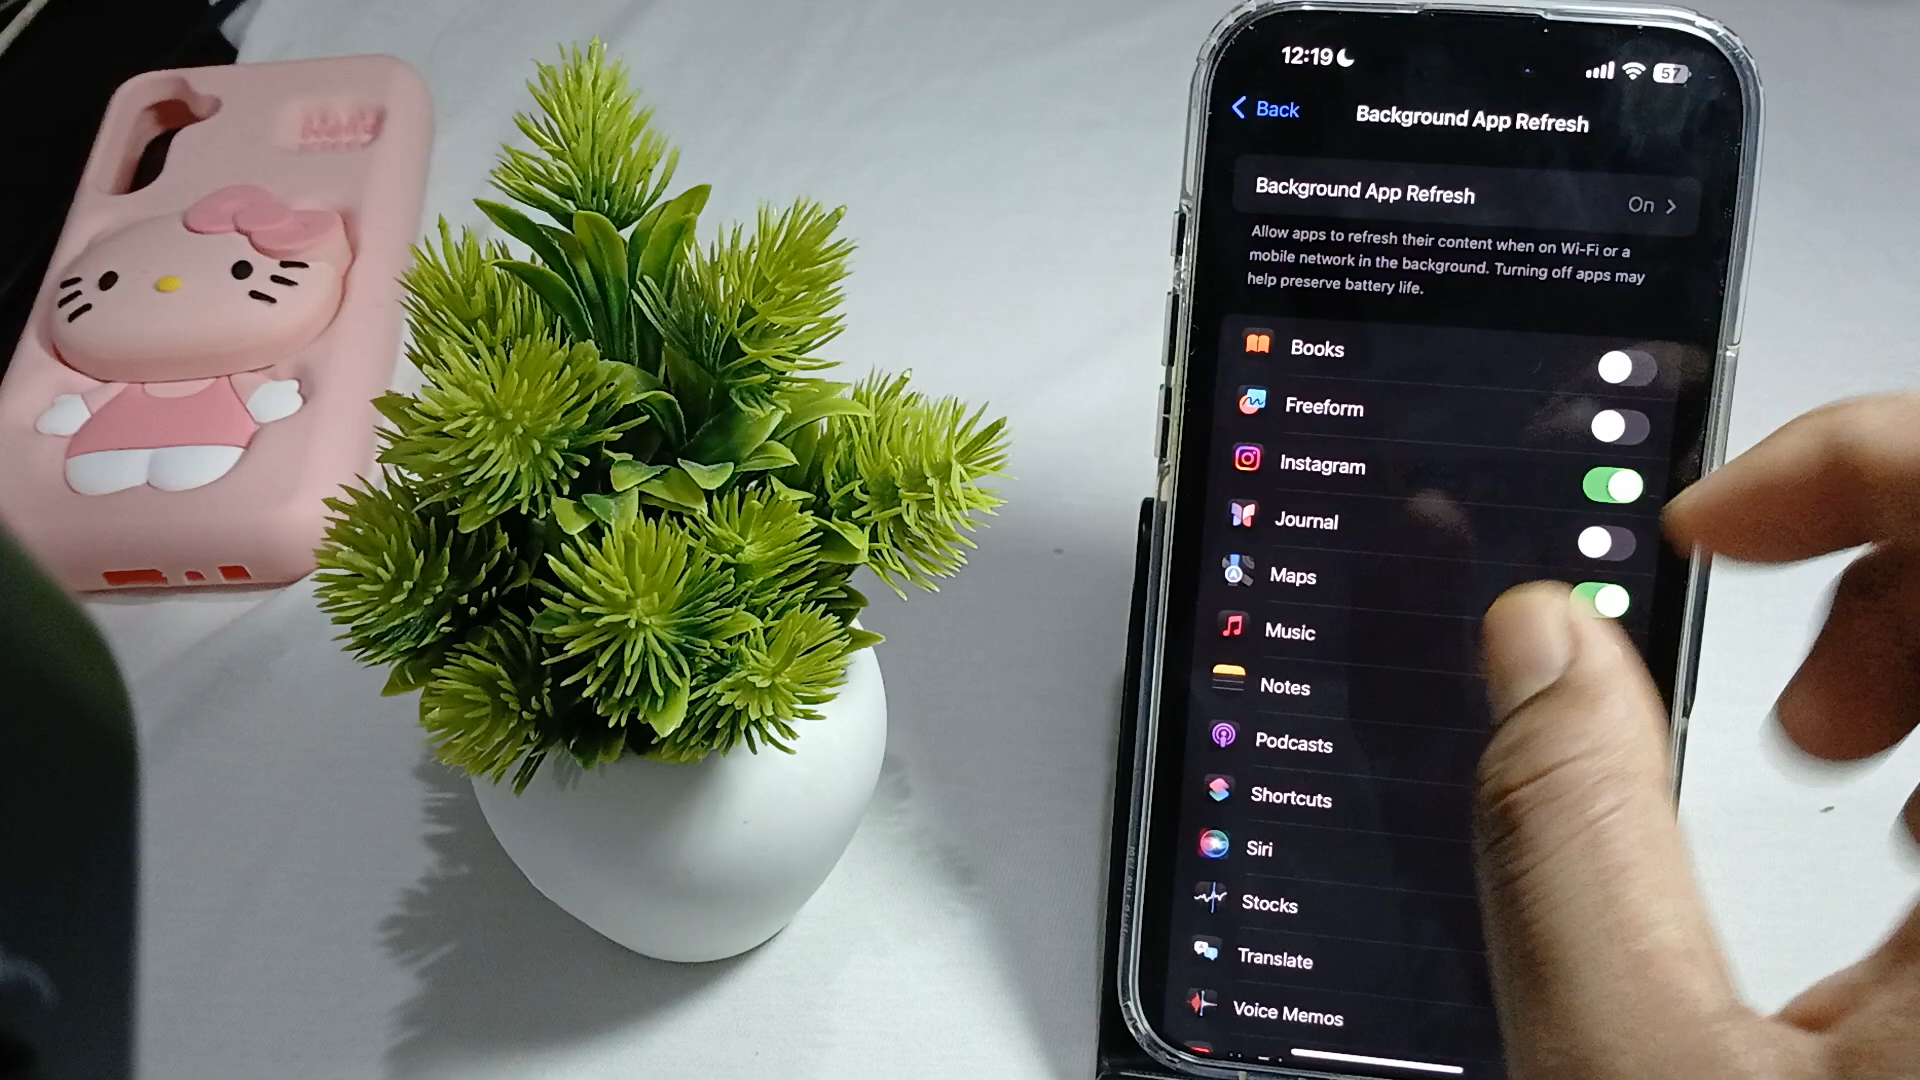 12:19
57
Back
Background App Refresh
Background App Refresh
On
Allow apps to refresh their content when on Wi-Fi or a
mobile network in the background. Turning off apps may
help preserve battery life.
Books
Freeform
Instagram
Journal
Maps
Music
Notes
Podcasts
Shortcuts
Siri
Stocks
Translate
Voice Memos